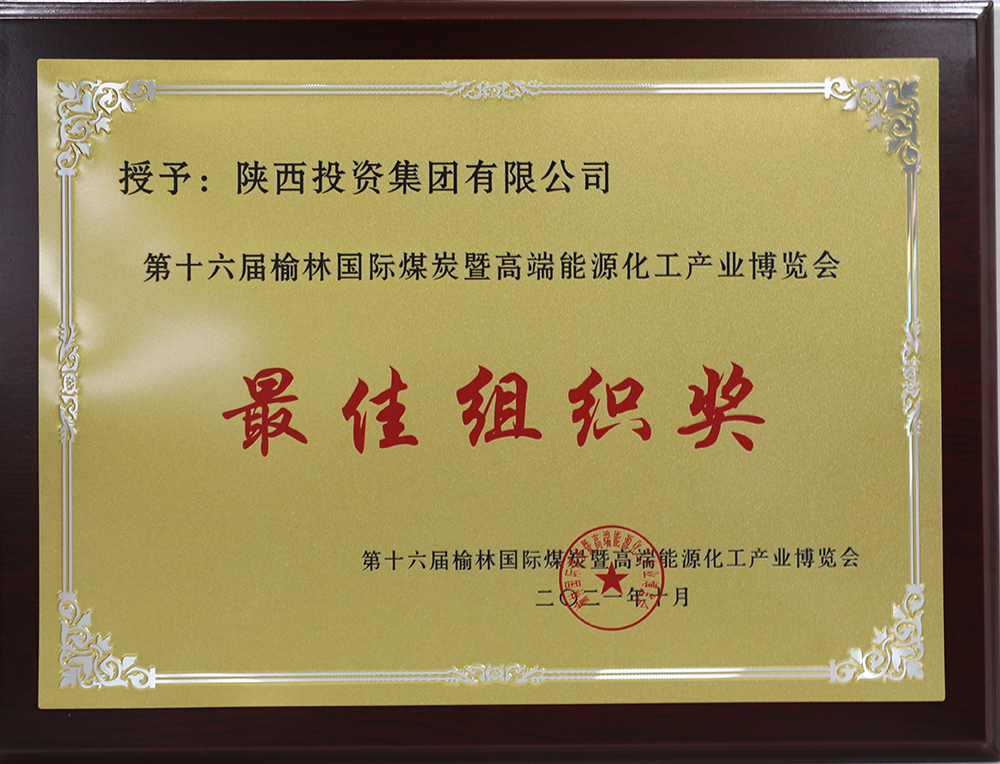 授予：陕西投资集团有限公司
第十六届榆林国际煤炭暨高端能源化工产业博览会
最佳组织奖
第十六届榆林国际煤炭暨高端能源化工产业博览会
二〇二一年十月